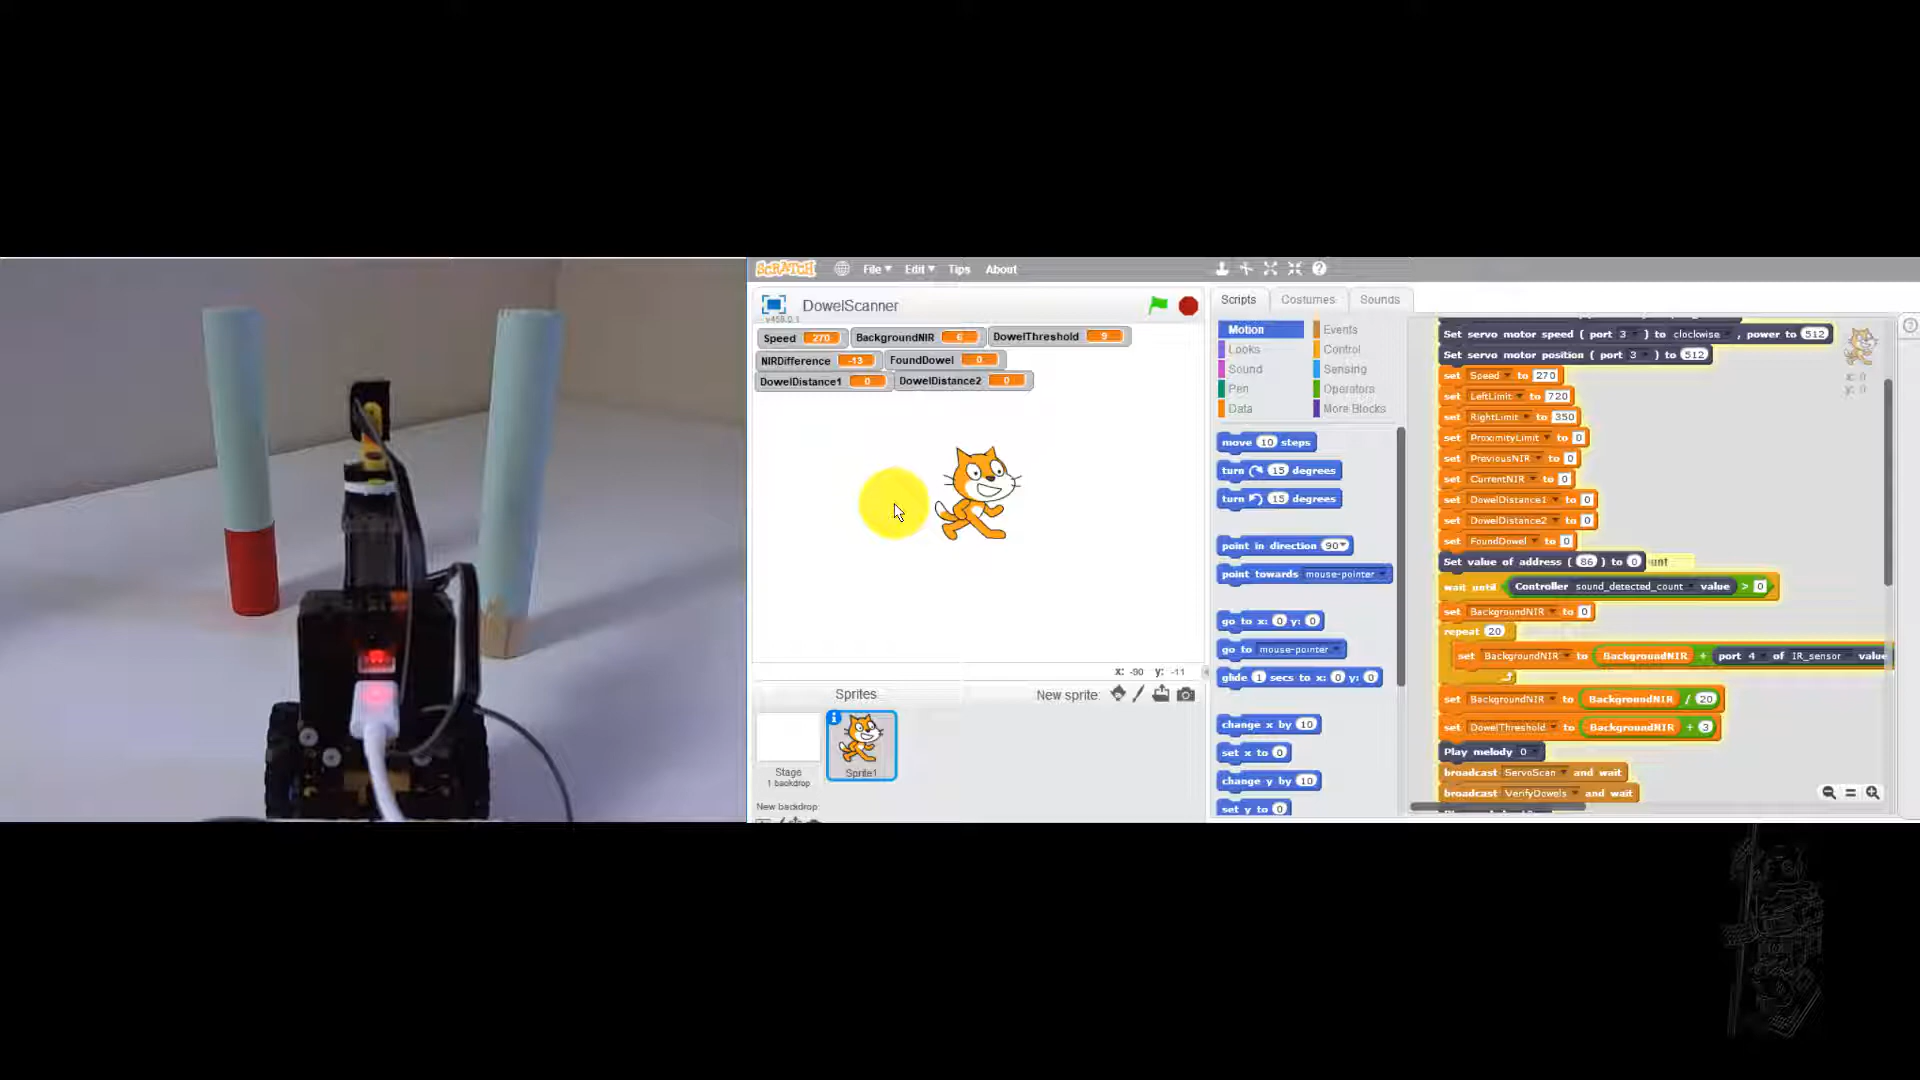 SCRATCH File Edit Tips About
DowelScanner
v458.0.1
Speed 270 BackgroundNIR 6 DowelThreshold 9
NIRDifference -13 FoundDowel 0
DowelDistance1 0 DowelDistance2 0
x: -90 y: -11
Sprites New sprite:
Stage
1 backdrop
Sprite1
New backdrop:
Scripts Costumes Sounds
Motion Events
Looks Control
Sound Sensing
Pen Operators
Data More Blocks
move 10 steps
turn 15 degrees
turn 15 degrees
point in direction 90
point towards mouse-pointer
go to x: 0 y: 0
go to mouse-pointer
glide 1 secs to x: 0 y: 0
change x by 10
set x to 0
change y by 10
set y to 0
Set servo motor speed ( port 3 ) to clockwise , power to 512
Set servo motor position ( port 3 ) to 512
set Speed to 270
set LeftLimit to 720
set RightLimit to 350
set ProximityLimit to 0
set PreviousNIR to 0
set CurrentNIR to 0
set DowelDistance1 to 0
set DowelDistance2 to 0
set FoundDowel to 0
Set value of address ( 86 ) to 0 unt
wait until Controller sound_detected_count value > 0
set BackgroundNIR to 0
repeat 20
set BackgroundNIR to BackgroundNIR + port 4 of IR_sensor value
set BackgroundNIR to BackgroundNIR / 20
set DowelThreshold to BackgroundNIR + 3
Play melody 0
broadcast ServoScan and wait
broadcast VerifyDowels and wait
x: 0
y: 0